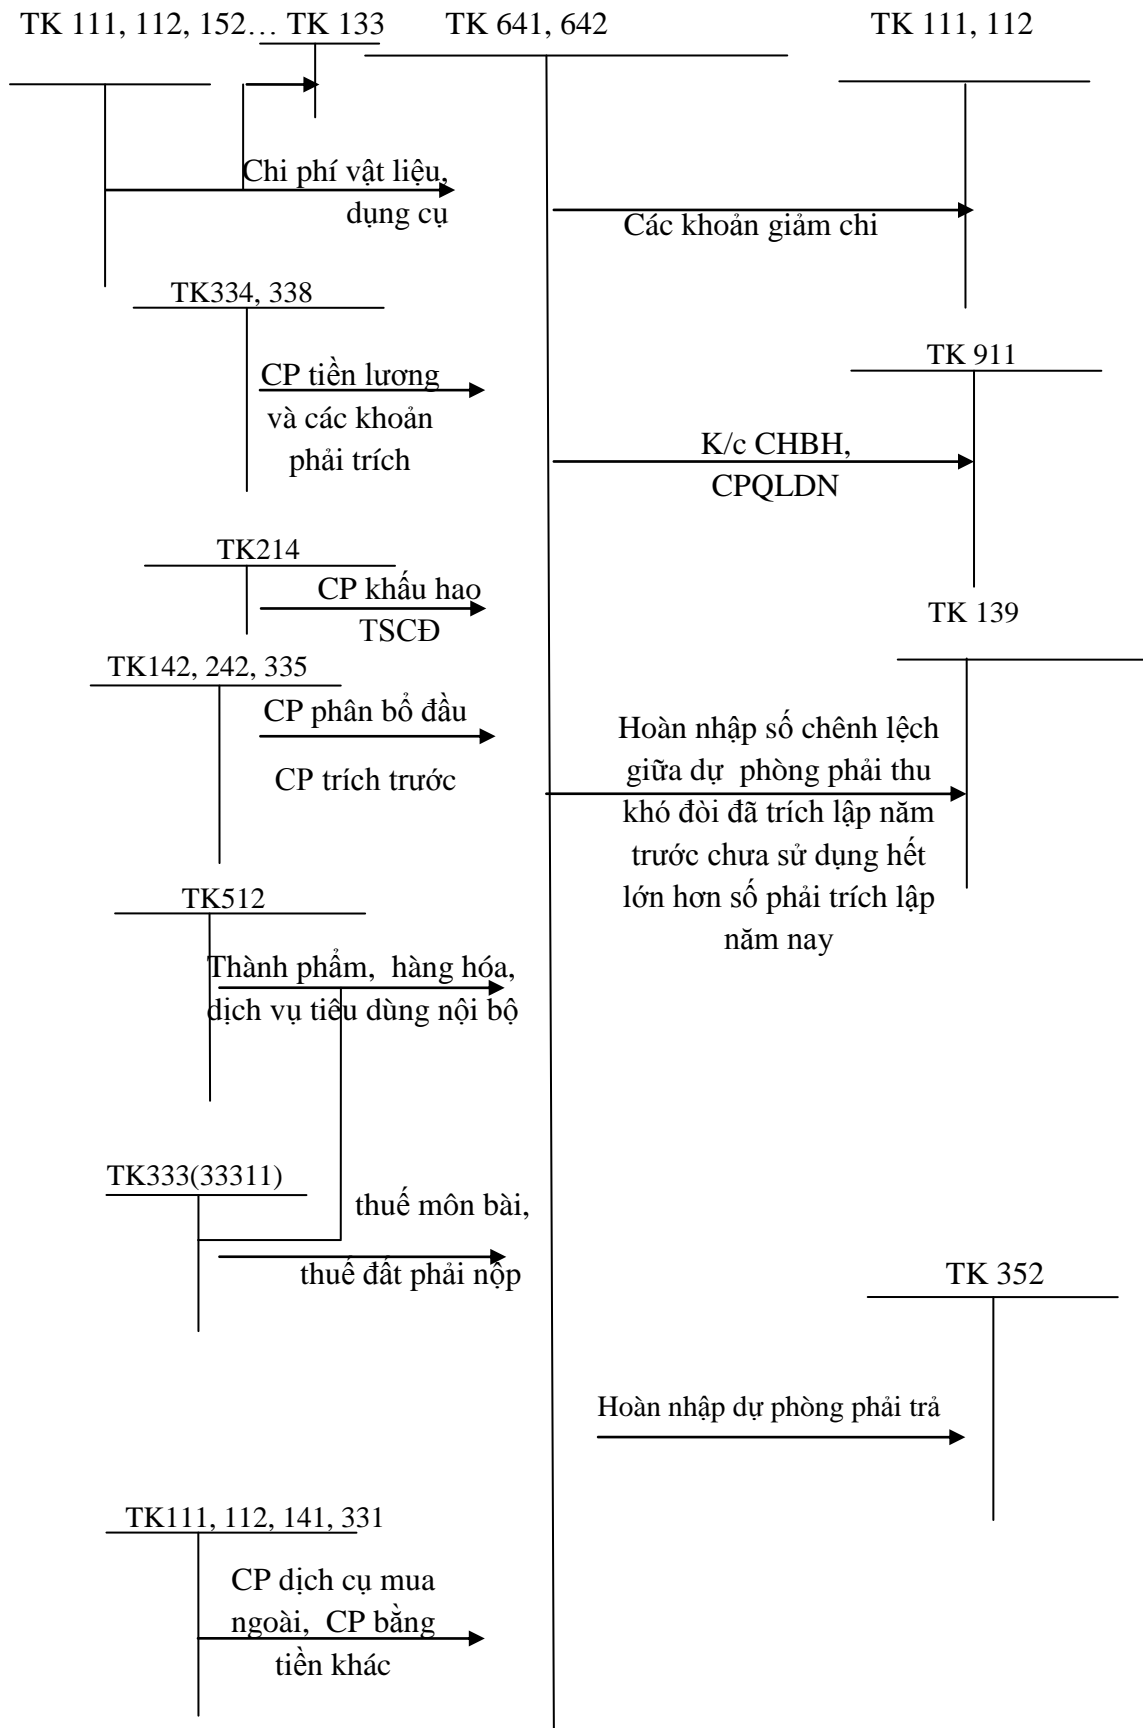 TK 111, 112, 152… TK 133
TK 641, 642
TK 111, 112
Chi phí vật liệu,
dụng cụ
Các khoản giảm chi
TK334, 338
CP tiền lương
và các khoản
phải trích
TK 911
K/c CHBH,
CPQLDN
TK214
CP khấu hao
TSCĐ
TK 139
TK142, 242, 335
CP phân bổ đầu
CP trích trước
Hoàn nhập số chênh lệch
giữa dự phòng phải thu
khó đòi đã trích lập năm
trước chưa sử dụng hết
lớn hơn số phải trích lập
năm nay
TK512
Thành phẩm, hàng hóa,
dịch vụ tiêu dùng nội bộ
TK333(33311)
thuế môn bài,
thuế đất phải nộp
TK 352
Hoàn nhập dự phòng phải trả
TK111, 112, 141, 331
CP dịch cụ mua
ngoài, CP bằng
tiền khác